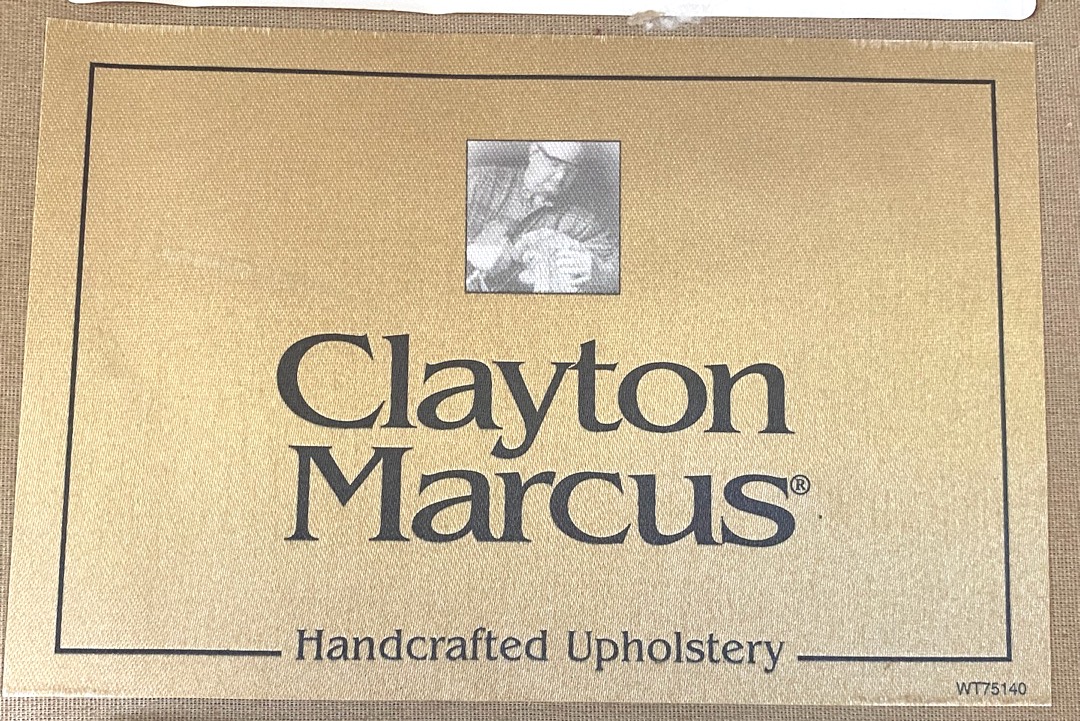 Clayton
Marcus®
Handcrafted Upholstery
WT75140